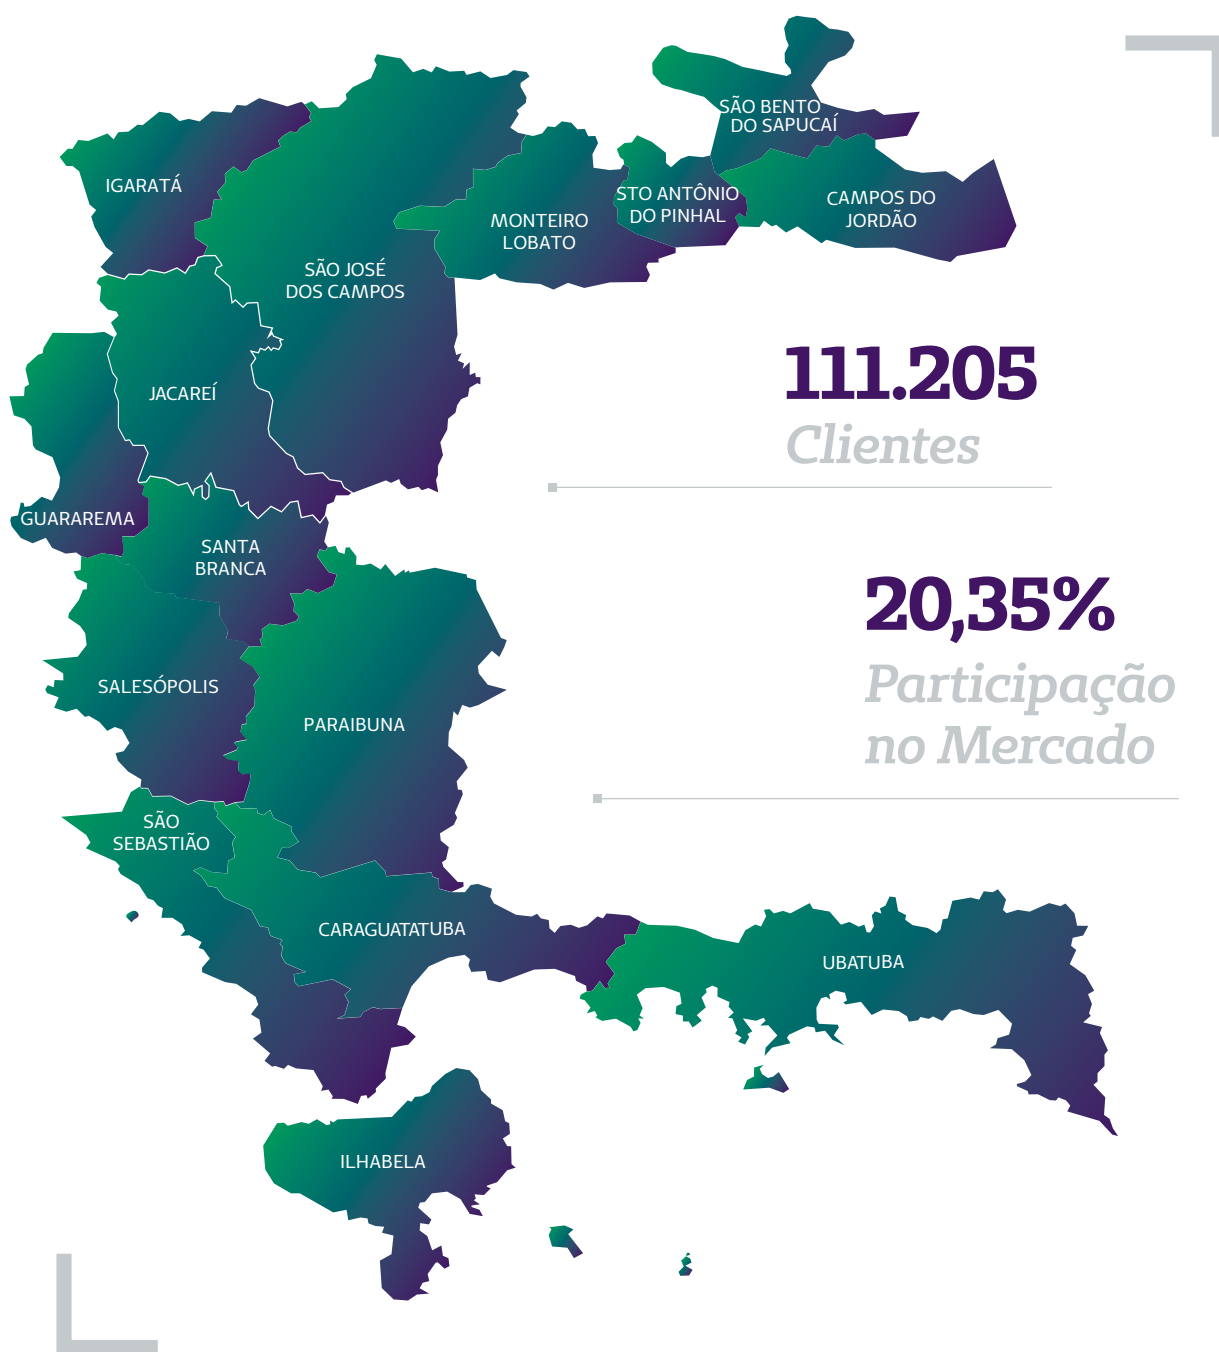 SÃO BENTO
DO SAPUCAÍ
IGARATÁ
STO ANTÔNIO
DO PINHAL
CAMPOS DO
JORDÃO
MONTEIRO
LOBATO
SÃO JOSÉ
DOS CAMPOS
JACAREÍ
111.205
Clientes
GUARAREMA
SANTA
BRANCA
20,35%
Participação
no Mercado
SALESÓPOLIS
PARAIBUNA
SÃO
SEBASTIÃO
CARAGUATATUBA
UBATUBA
ILHABELA